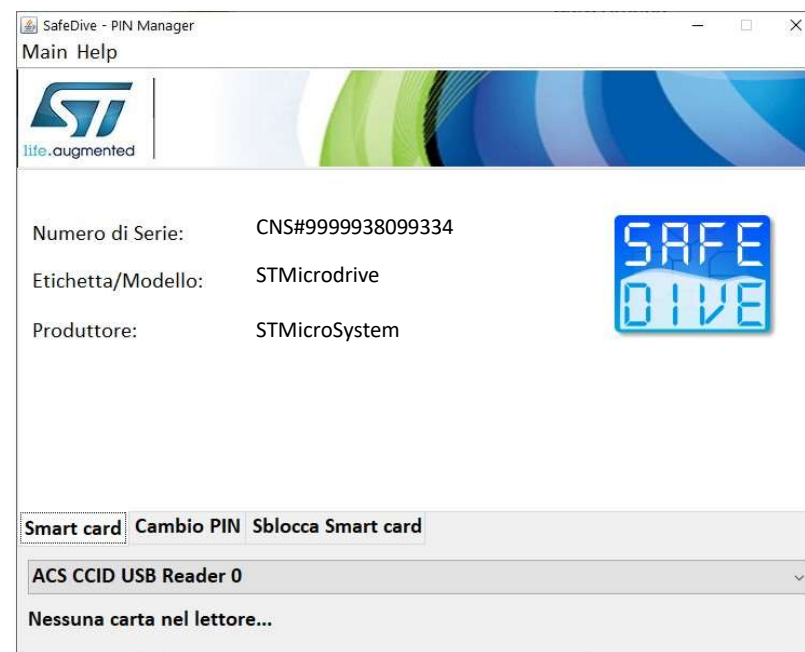 SafeDive - PIN Manager
Main Help
ST
life.augmented
Numero di Serie: CNS#9999938099334
Etichetta/Modello: STMicrodrive
Produttore: STMicroSystem
SAFE
DIVE
Smart card Cambio PIN Sblocca Smart card
ACS CCID USB Reader 0
Nessuna carta nel lettore...